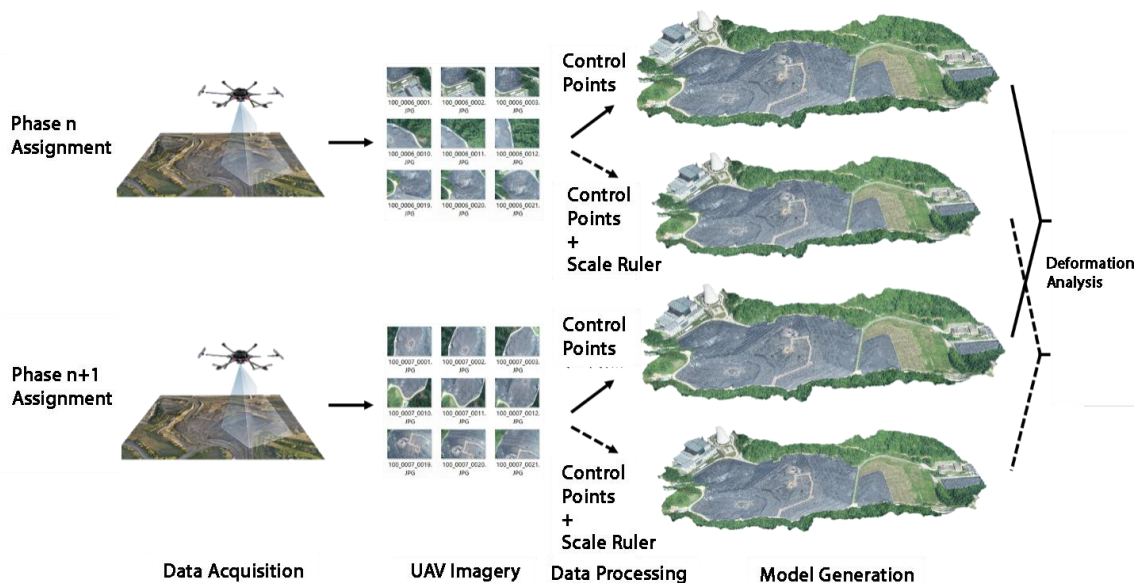 Phase n
Assignment
100_0006_0001.
JPG
100_0006_0002.
JPG
100_0006_0003.
JPG
100_0006_0010.
JPG
100_0006_0011.
JPG
100_0006_0012.
JPG
100_0006_0019.
JPG
100_0006_0020.
JPG
100_0006_0021.
JPG
Control
Points
Control
Points
+
Scale Ruler
Phase n+1
Assignment
100_0007_0001.
JPG
100_0007_0002.
JPG
100_0007_0003.
JPG
100_0007_0010.
JPG
100_0007_0011.
JPG
100_0007_0012.
JPG
100_0007_0019.
JPG
100_0007_0020.
JPG
100_0007_0021.
JPG
Control
Points
Control
Points
+
Scale Ruler
Deformation
Analysis
Data Acquisition
UAV Imagery
Data Processing
Model Generation